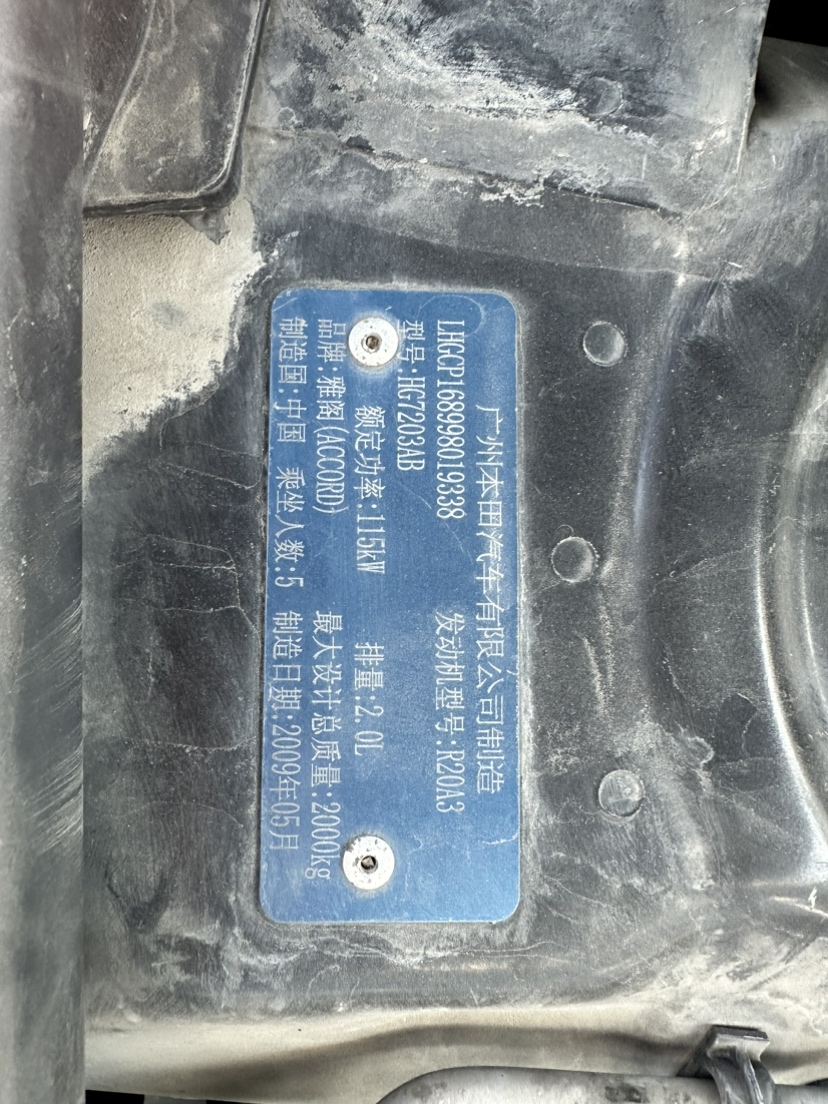 广州本田汽车有限公司制造
LHGCP168998019338 发动机型号:R20A3
型号:HG7203AB
额定功率:115kW 排量:2.0L
品牌:雅阁(ACCORD) 最大设计总质量:2000kg
制造国:中国 乘坐人数:5 制造日期:2009年05月